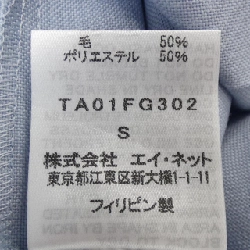 毛 50%
ポリエステル 50%
TA01FG302
S
株式会社 エイ・ネット
東京都江東区新大橋1-1-11
フィリピン製